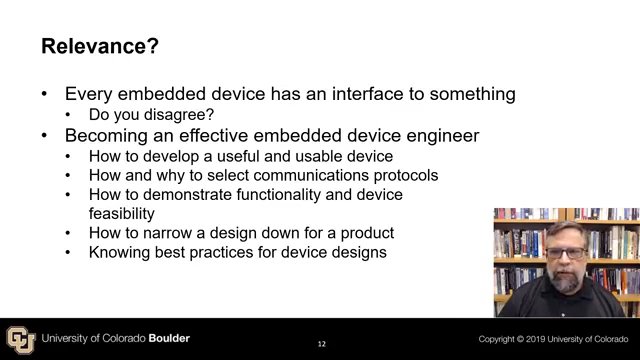 Relevance?
• Every embedded device has an interface to something
• Do you disagree?
• Becoming an effective embedded device engineer
• How to develop a useful and usable device
• How and why to select communications protocols
• How to demonstrate functionality and device
feasibility
• How to narrow a design down for a product
• Knowing best practices for device designs
CU
University of Colorado Boulder
12
Copyright © 2019 University of Colorado